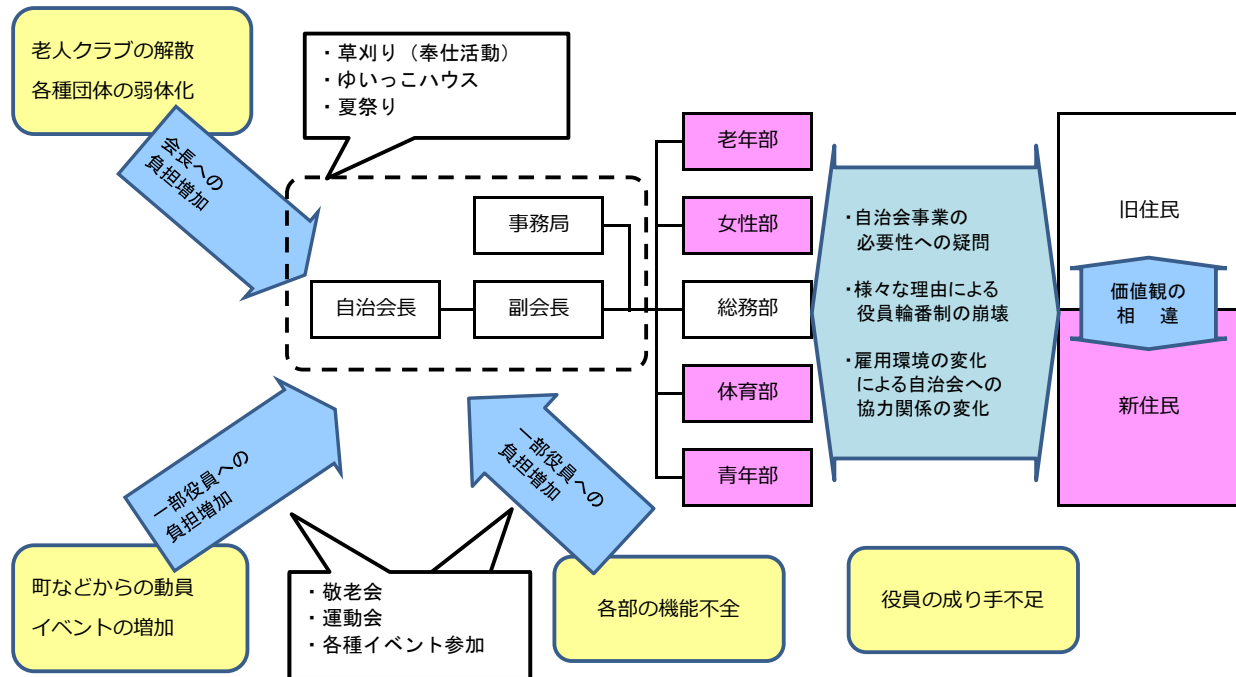 老人クラブの解散
各種団体の弱体化
・草刈り（奉仕活動）
・ゆいっこハウス
・夏祭り
会長への
負担増加
事務局
自治会長
副会長
老年部
女性部
総務部
体育部
青年部
・自治会事業の
必要性への疑問
・様々な理由による
役員輪番制の崩壊
・雇用環境の変化
による自治会への
協力関係の変化
旧住民
価値観の
相　違
新住民
一部役員への
負担増加
一部役員への
負担増加
町などからの動員
イベントの増加
・敬老会
・運動会
・各種イベント参加
各部の機能不全
役員の成り手不足